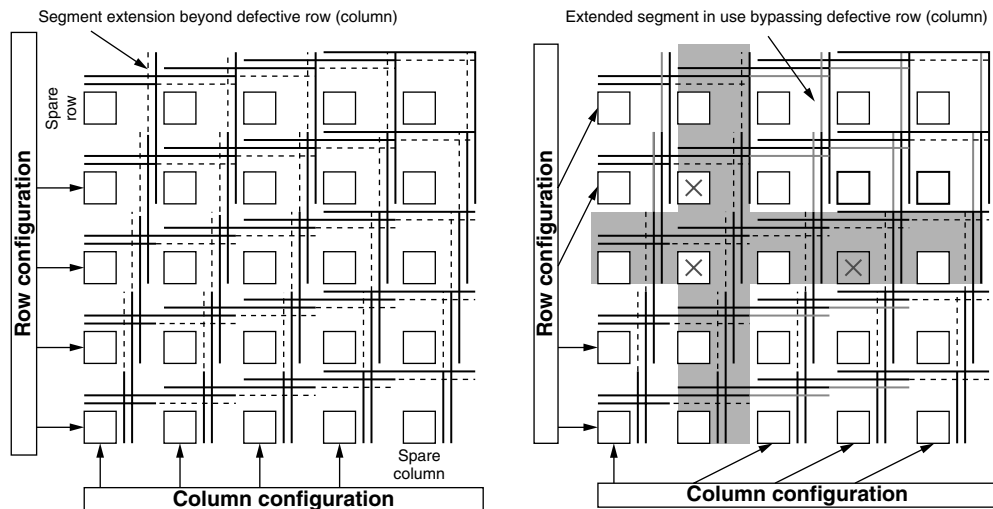 Segment extension beyond defective row (column)
Extended segment in use bypassing defective row (column)
Spare
row
Row configuration
Row configuration
Spare
column
Column configuration
Column configuration